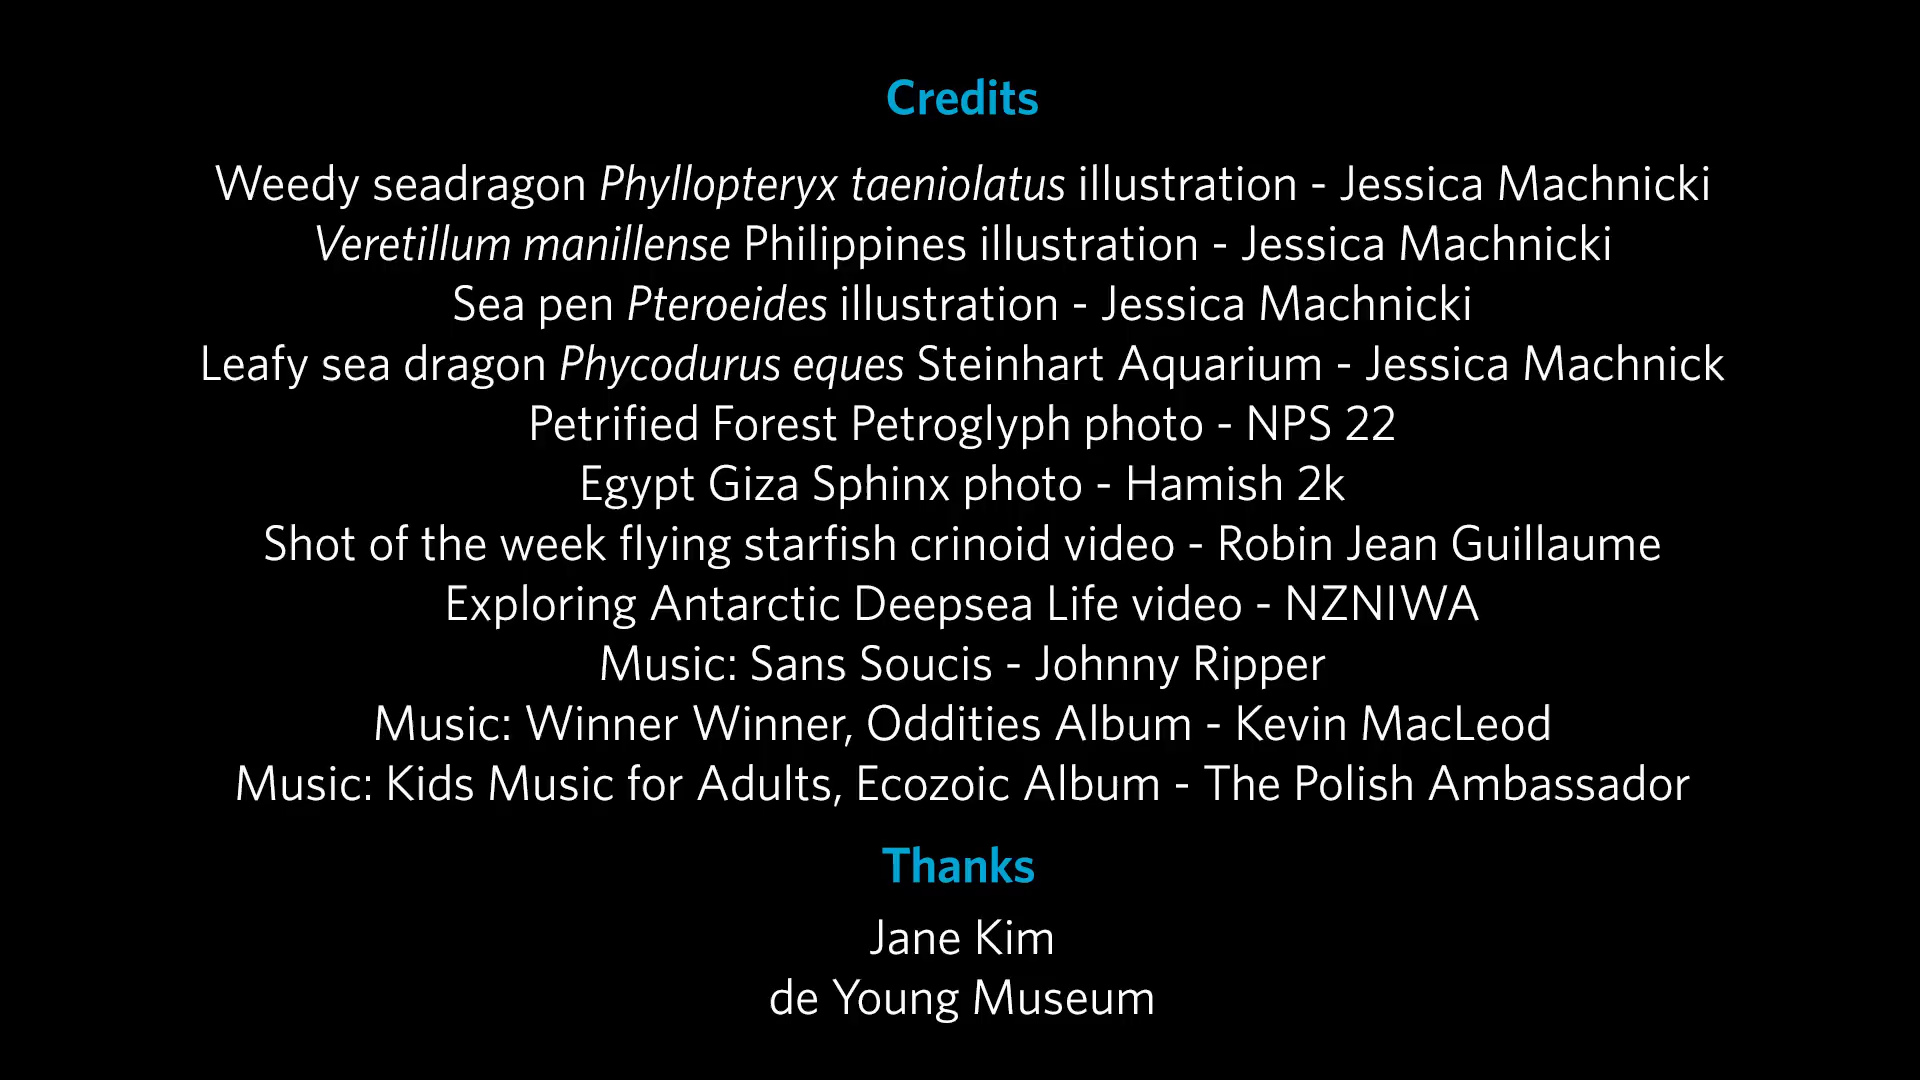 Credits
Weedy seadragon Phyllopteryx taeniolatus illustration - Jessica Machnicki
Veretillum manillense Philippines illustration - Jessica Machnicki
Sea pen Pteroeides illustration - Jessica Machnicki
Leafy sea dragon Phycodurus eques Steinhart Aquarium - Jessica Machnick
Petrified Forest Petroglyph photo - NPS 22
Egypt Giza Sphinx photo - Hamish 2k
Shot of the week flying starfish crinoid video - Robin Jean Guillaume
Exploring Antarctic Deepsea Life video - NZNIWA
Music: Sans Soucis - Johnny Ripper
Music: Winner Winner, Oddities Album - Kevin MacLeod
Music: Kids Music for Adults, Ecozoic Album - The Polish Ambassador
Thanks
Jane Kim
de Young Museum